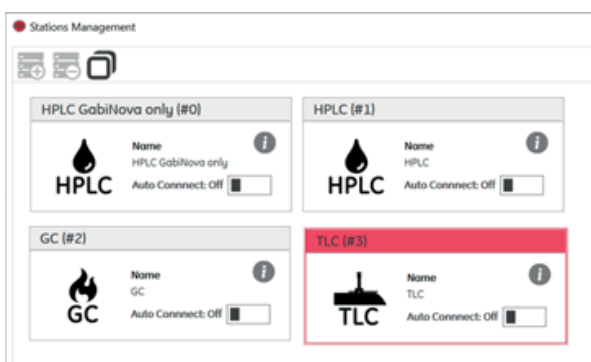 Stations Management
HPLC GabiNova only (#0)
HPLC
Name
HPLC GabiNova only
Auto Connnect: Off
i
HPLC (#1)
HPLC
Name
HPLC
Auto Connnect: Off
i
GC (#2)
GC
Name
GC
Auto Connnect: Off
i
TLC (#3)
TLC
Name
TLC
Auto Connnect: Off
i